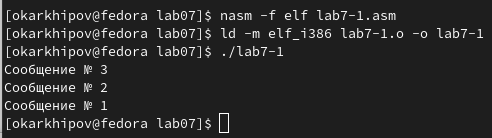 [okarkhipov@fedora lab07]$ nasm -f elf lab7-1.asm
[okarkhipov@fedora lab07]$ ld -m elf_i386 lab7-1.o -o lab7-1
[okarkhipov@fedora lab07]$ ./lab7-1
Сообщение № 3
Сообщение № 2
Сообщение № 1
[okarkhipov@fedora lab07]$